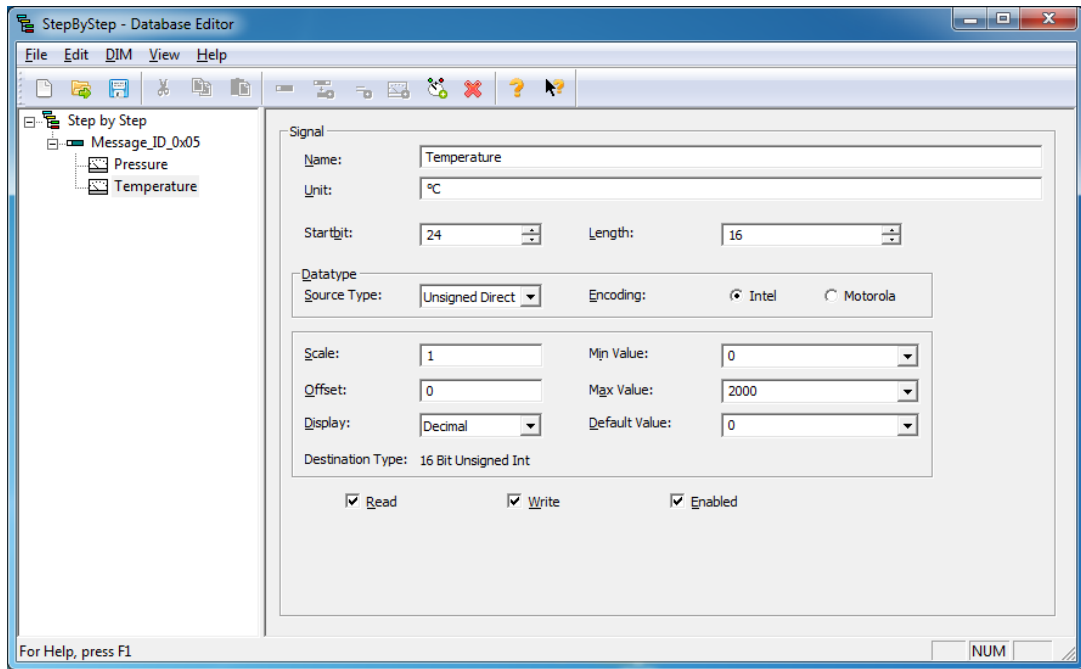 StepByStep - Database Editor
File Edit DIM View Help
Step by Step
Message_ID_0x05
Pressure
Temperature
Signal
Name: Temperature
Unit: °C
Startbit: 24 Length: 16
Datatype
Source Type: Unsigned Direct Encoding: Intel Motorola
Scale: 1 Min Value: 0
Offset: 0 Max Value: 2000
Display: Decimal Default Value: 0
Destination Type: 16 Bit Unsigned Int
Read Write Enabled
For Help, press F1 NUM